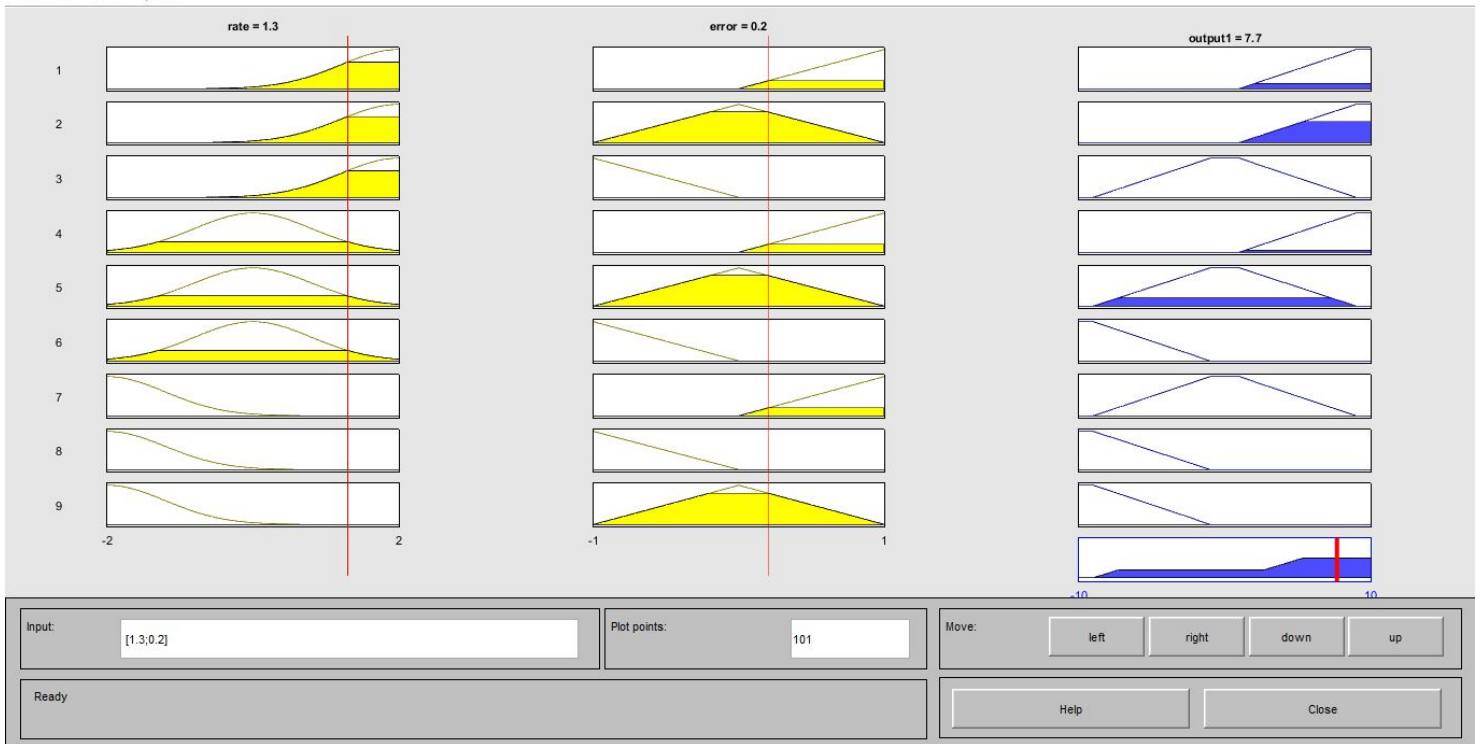 rate = 1.3
error = 0.2
output1 = 7.7
1
2
3
4
5
6
7
8
9
-2 2
-1 1
-10 10
Input:
[1.3;0.2]
Plot points:
101
Move:
left right down up
Ready
Help Close